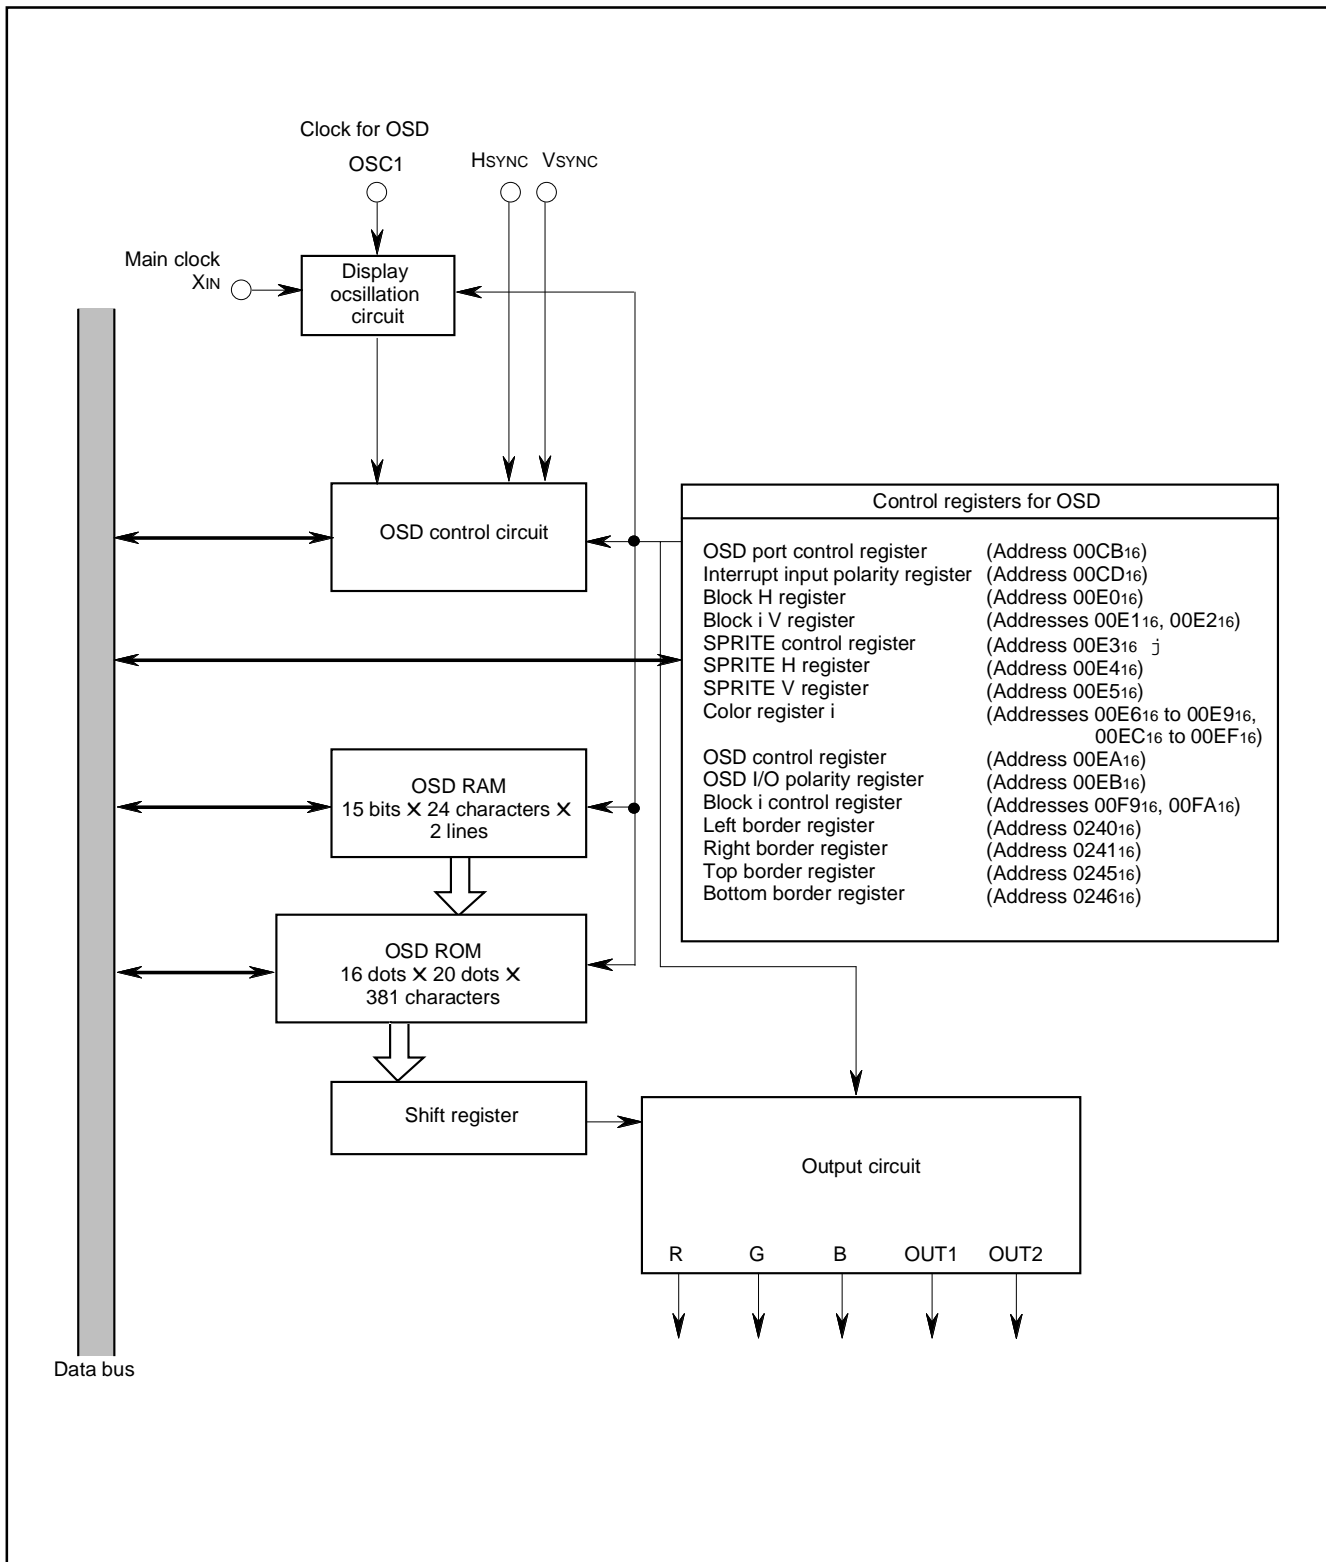 Clock for OSD
OSC1
HSYNC VSYNC
Main clock
XIN
Display
ocsillation
circuit
OSD control circuit
Control registers for OSD
OSD port control register (Address 00CB16)
Interrupt input polarity register (Address 00CD16)
Block H register (Address 00E016)
Block i V register (Addresses 00E116, 00E216)
SPRITE control register (Address 00E316 j
SPRITE H register (Address 00E416)
SPRITE V register (Address 00E516)
Color register i (Addresses 00E616 to 00E916,
00EC16 to 00EF16)
OSD control register (Address 00EA16)
OSD I/O polarity register (Address 00EB16)
Block i control register (Addresses 00F916, 00FA16)
Left border register (Address 024016)
Right border register (Address 024116)
Top border register (Address 024516)
Bottom border register (Address 024616)
OSD RAM
15 bits X 24 characters X
2 lines
OSD ROM
16 dots X 20 dots X
381 characters
Shift register
Output circuit
R G B OUT1 OUT2
Data bus